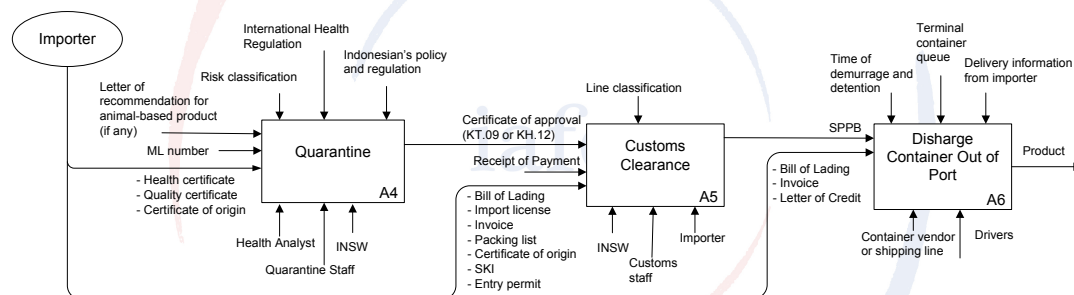 Importer
International Health
Regulation
Indonesian's policy
and regulation
Risk classification
Letter of
recommendation for
animal-based product
(if any)
ML number
- Health certificate
- Quality certificate
- Certificate of origin
Quarantine
A4
Health Analyst
INSW
Quarantine Staff
Line classification
Certificate of approval
(KT.09 or KH.12)
Receipt of Payment
- Bill of Lading
- Import license
- Invoice
- Packing list
- Certificate of origin
- SKI
- Entry permit
Customs
Clearance
A5
INSW
Customs
staff
Importer
Time of
demurrage and
detention
Terminal
container
queue
Delivery information
from importer
SPPB
- Bill of Lading
- Invoice
- Letter of Credit
Disharge
Container Out of
Port
A6
Product
Container vendor
or shipping line
Drivers
iaf